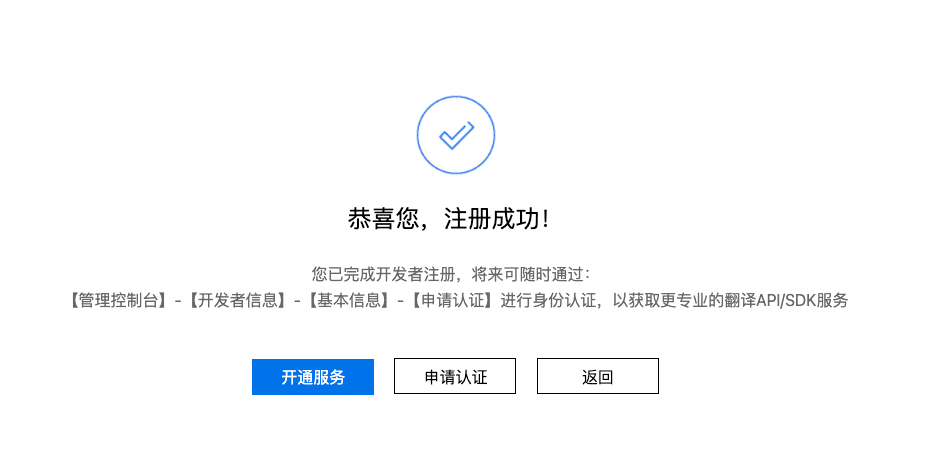 恭喜您，注册成功！
您已完成开发者注册，将来可随时通过：
【管理控制台】-【开发者信息】-【基本信息】-【申请认证】进行身份认证，以获取更专业的翻译API/SDK服务
开通服务 申请认证 返回